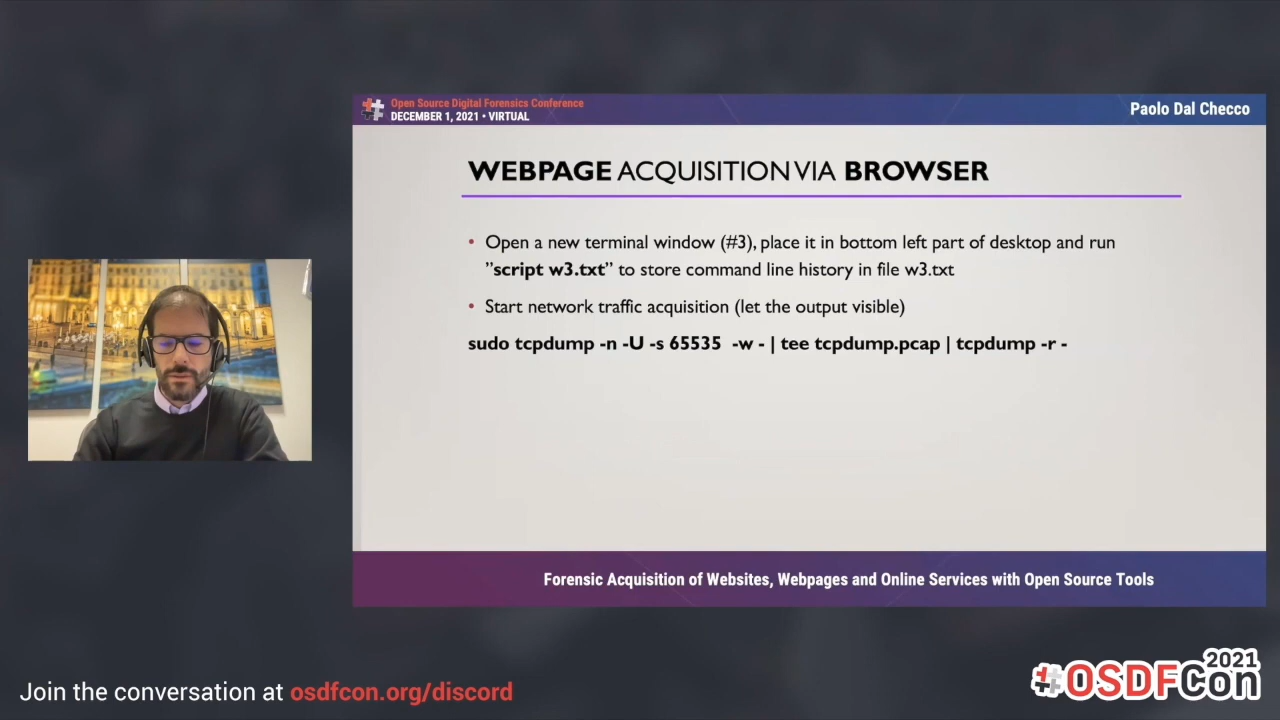 Open Source Digital Forensics Conference
DECEMBER 1, 2021 • VIRTUAL
Paolo Dal Checco
WEBPAGE ACQUISITION VIA BROWSER
• Open a new terminal window (#3), place it in bottom left part of desktop and run
”script w3.txt” to store command line history in file w3.txt
• Start network traffic acquisition (let the output visible)
sudo tcpdump -n -U -s 65535 -w - | tee tcpdump.pcap | tcpdump -r -
Forensic Acquisition of Websites, Webpages and Online Services with Open Source Tools
Join the conversation at osdfcon.org/discord
2021
#OSDFCon